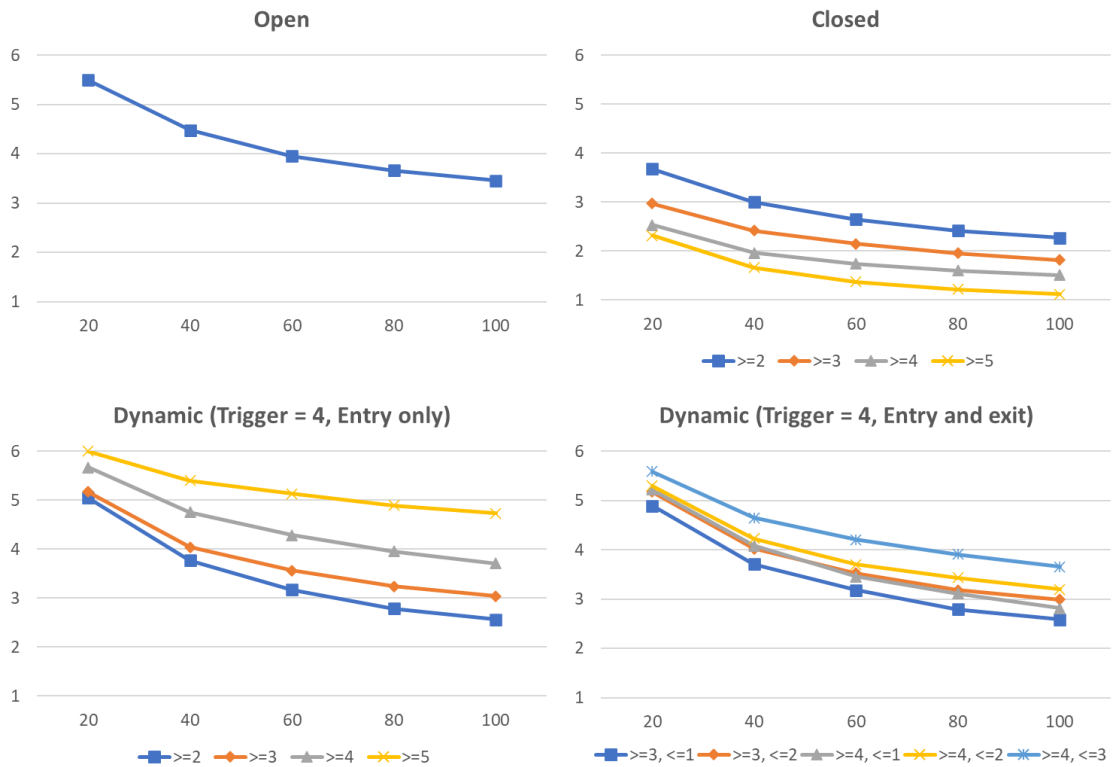 Open
6
5
4
3
2
1
20 40 60 80 100
Closed
6
5
4
3
2
1
20 40 60 80 100
>=2 >=3 >=4 >=5
Dynamic (Trigger = 4, Entry only)
6
5
4
3
2
1
20 40 60 80 100
>=2 >=3 >=4 >=5
Dynamic (Trigger = 4, Entry and exit)
6
5
4
3
2
1
20 40 60 80 100
>=3, <=1 >=3, <=2 >=4, <=1 >=4, <=2 >=4, <=3